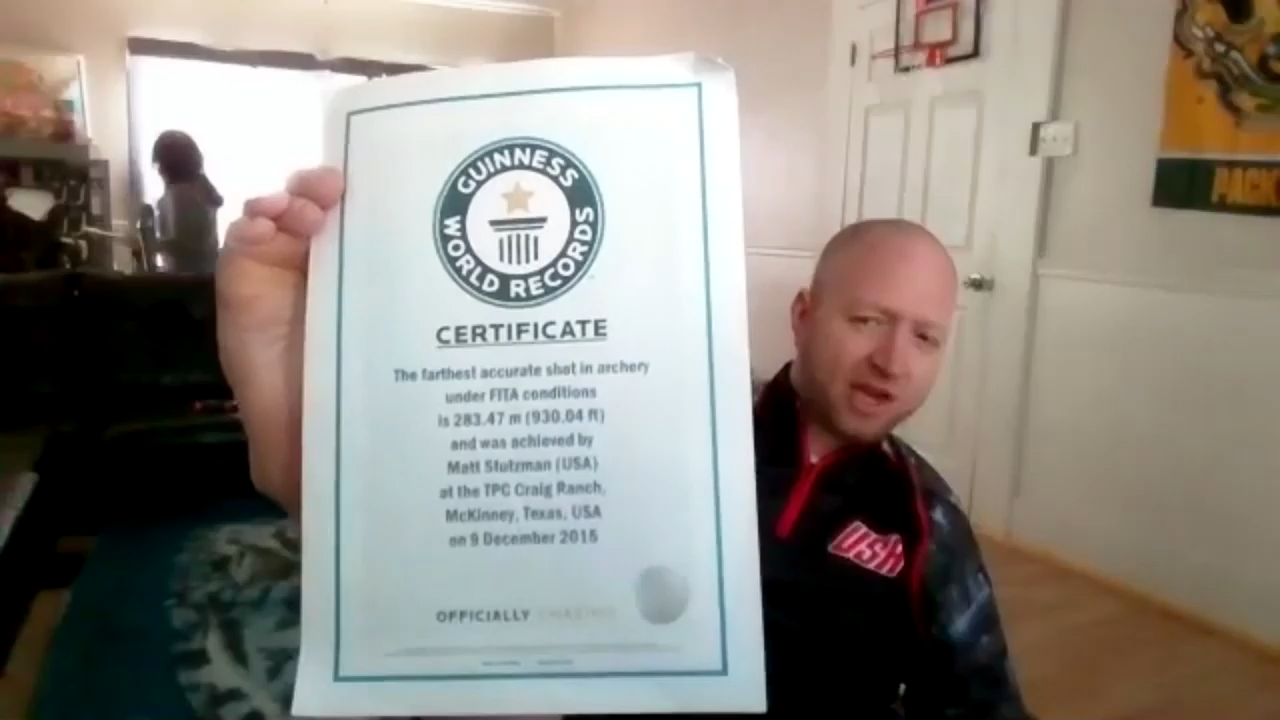 GUINNESS
WORLD RECORDS
CERTIFICATE
The farthest accurate shot in archery
under FITA conditions
is 283.47 m (930.04 ft)
and was achieved by
Matt Stutzman (USA)
at the TPC Craig Ranch,
McKinney, Texas, USA
on 9 December 2015
OFFICIALLY AMAZING
USA
PACK